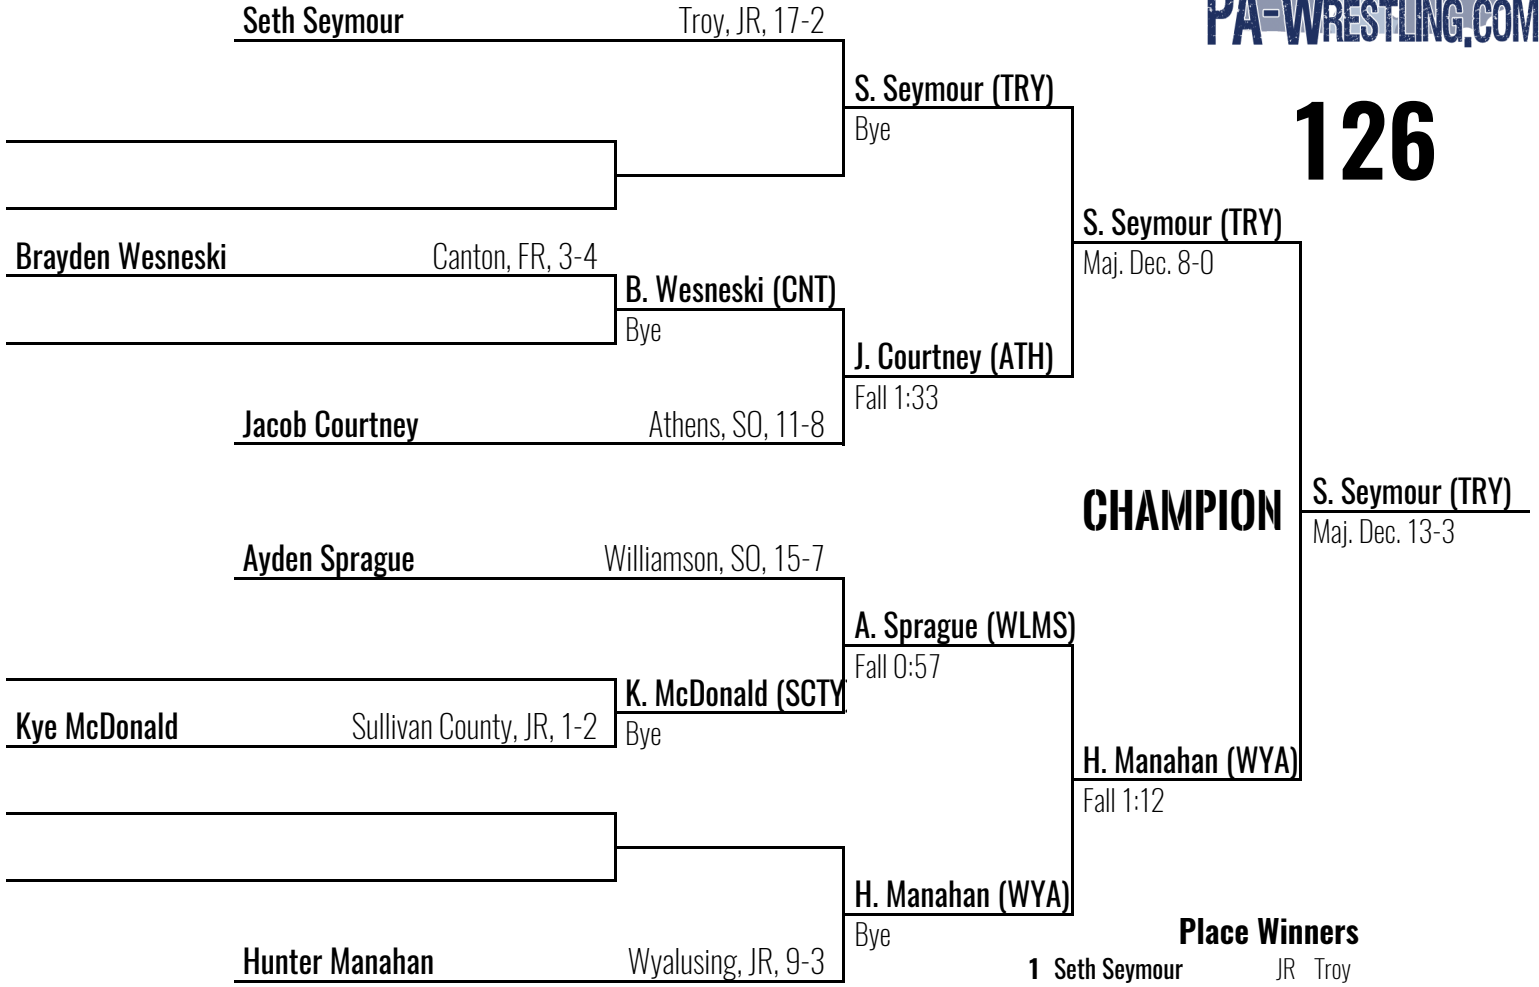 PA-WRESTLING.COM
126
Seth Seymour Troy, JR, 17-2
S. Seymour (TRY)
Bye
S. Seymour (TRY)
Maj. Dec. 8-0
Brayden Wesneski Canton, FR, 3-4
B. Wesneski (CNT)
Bye
J. Courtney (ATH)
Fall 1:33
Jacob Courtney Athens, SO, 11-8
CHAMPION
S. Seymour (TRY)
Maj. Dec. 13-3
Ayden Sprague Williamson, SO, 15-7
A. Sprague (WLMS)
Fall 0:57
K. McDonald (SCTY
Bye
Kye McDonald Sullivan County, JR, 1-2
H. Manahan (WYA)
Fall 1:12
H. Manahan (WYA)
Bye
Hunter Manahan Wyalusing, JR, 9-3
Place Winners
1 Seth Seymour JR Troy